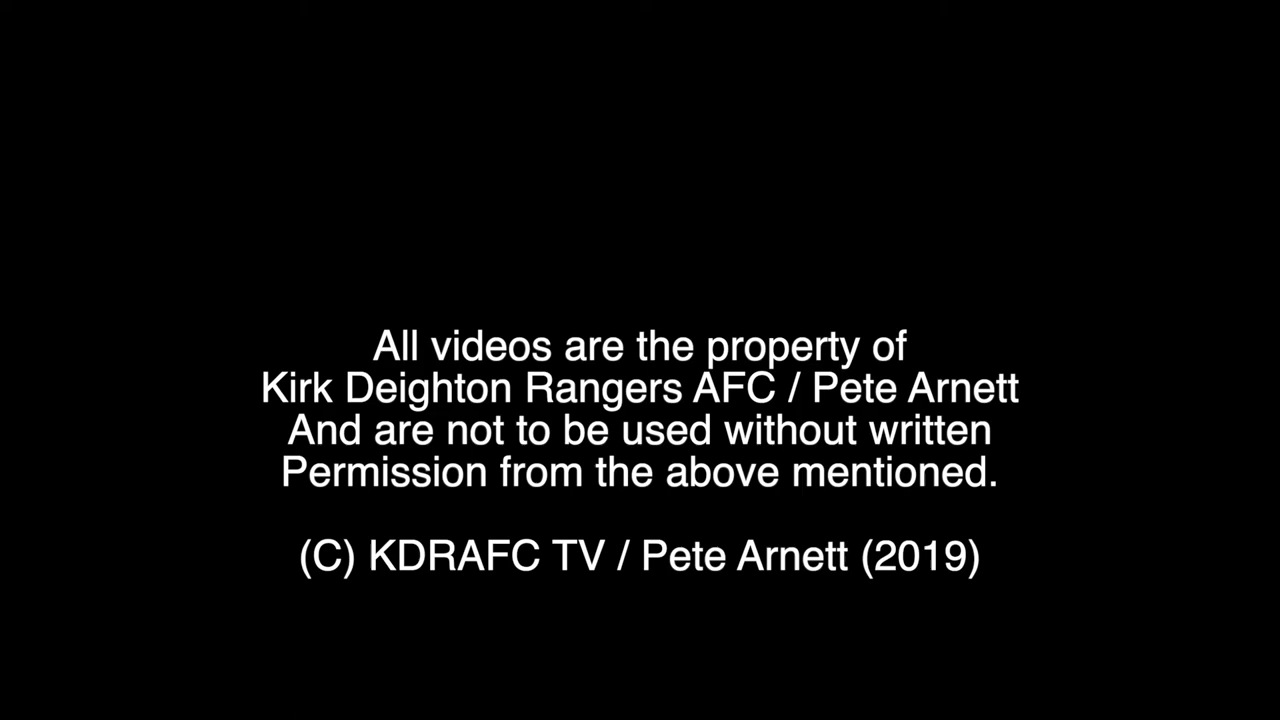 All videos are the property of
Kirk Deighton Rangers AFC / Pete Arnett
And are not to be used without written
Permission from the above mentioned.
(C) KDRAFC TV / Pete Arnett (2019)